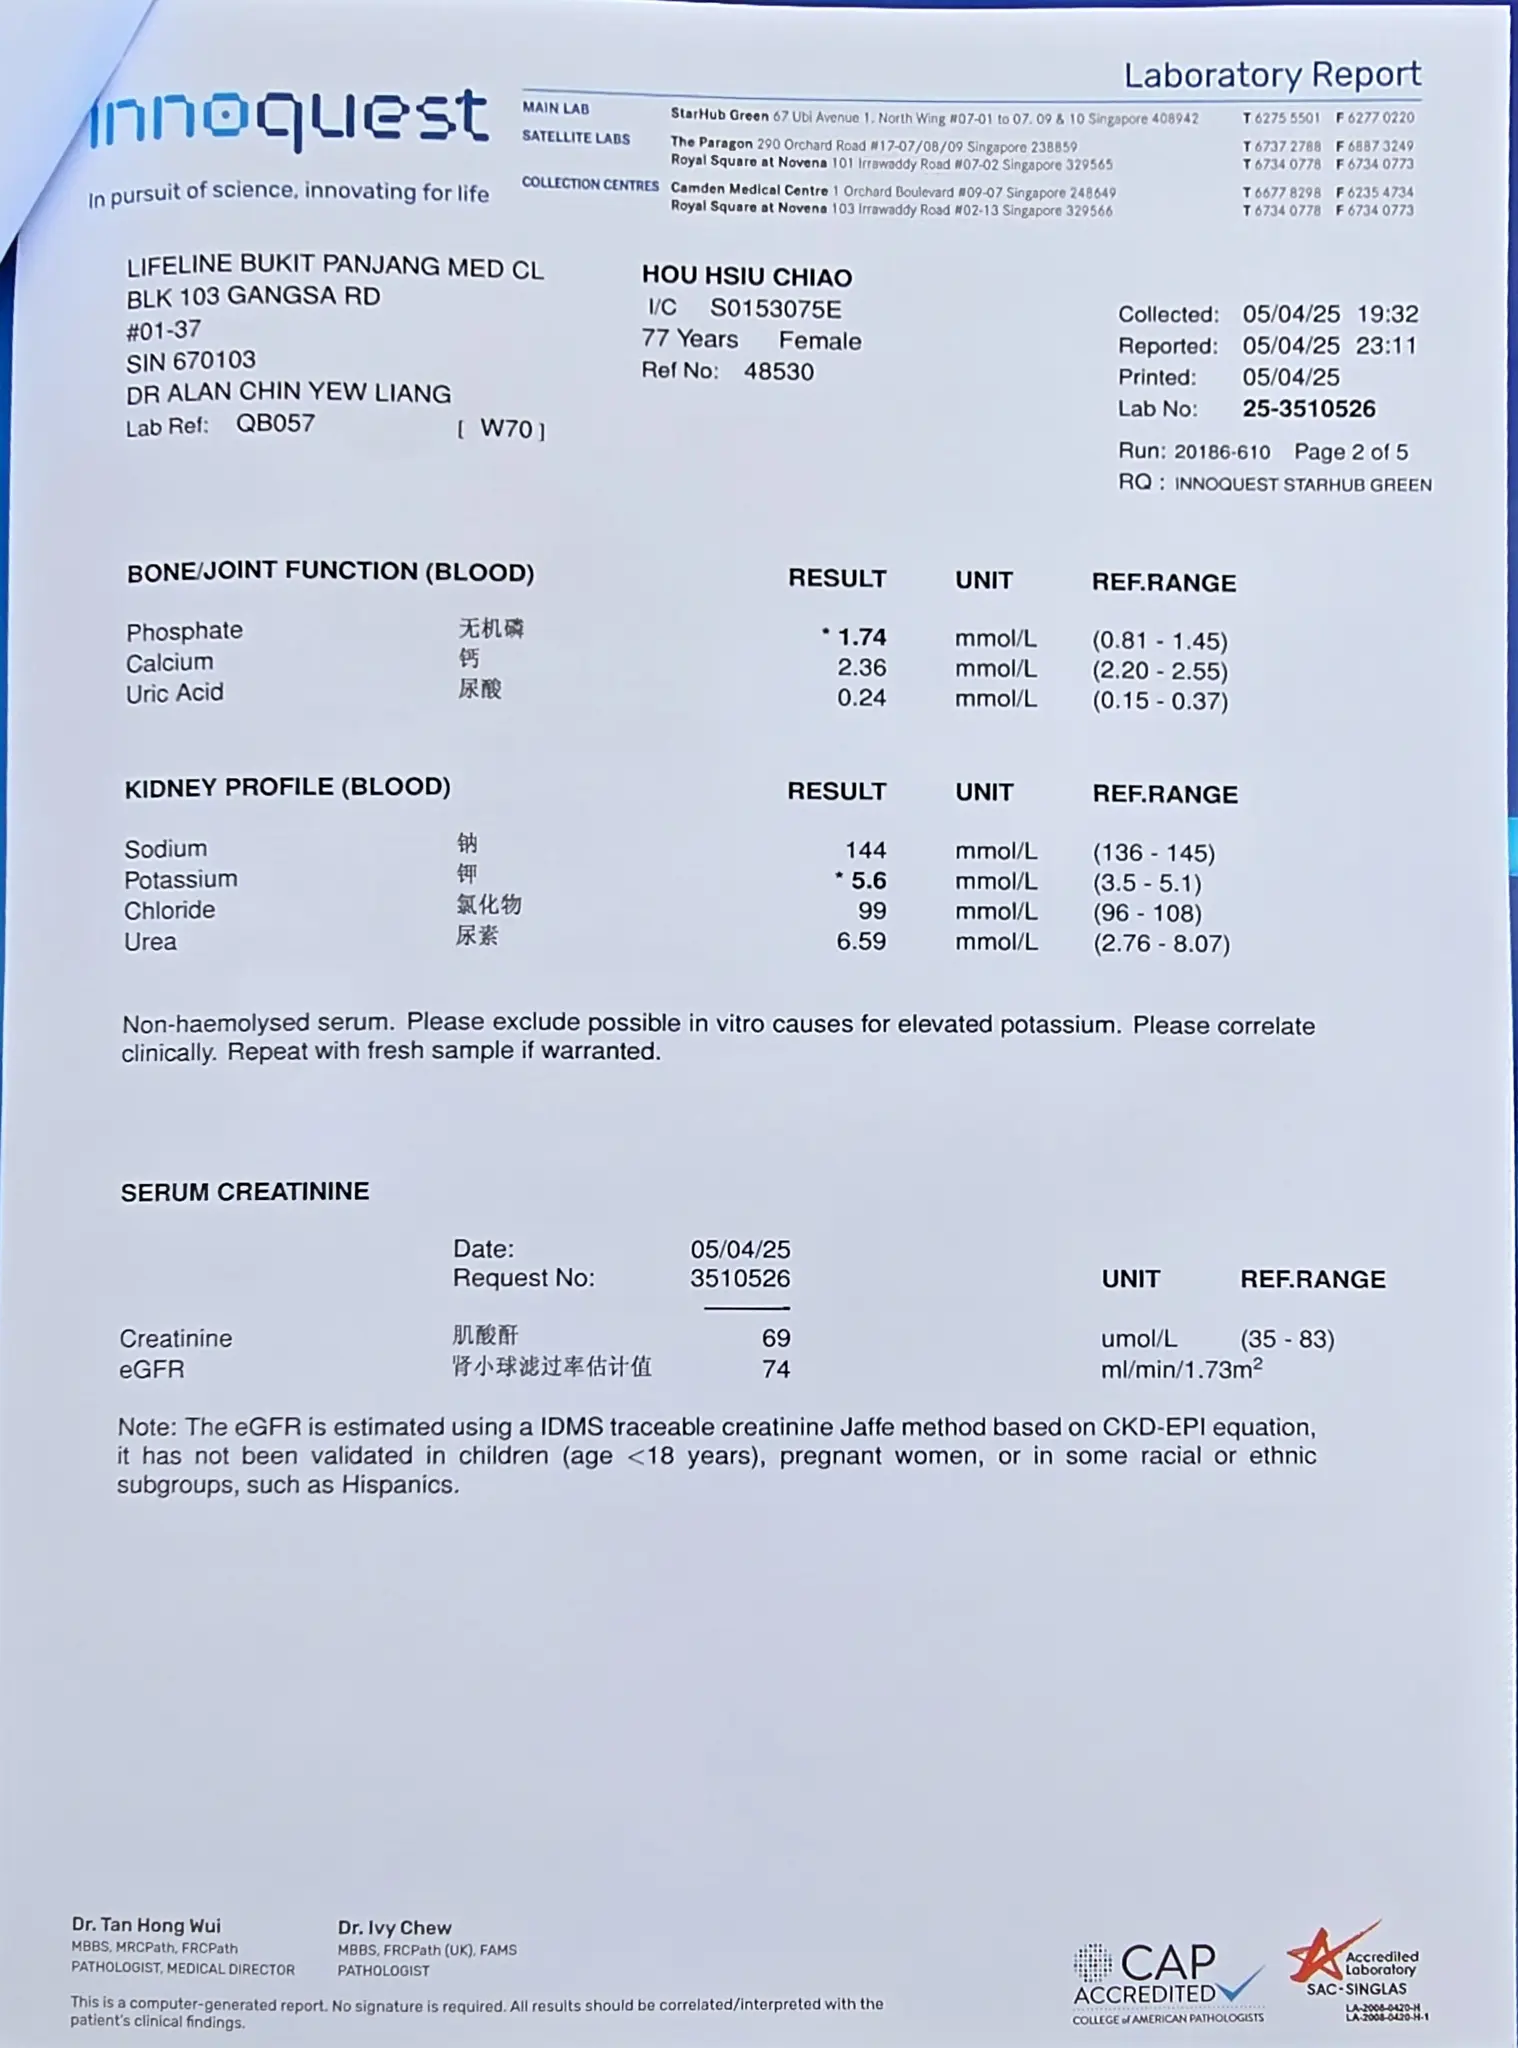 Laboratory Report
innoquest
In pursuit of science, innovating for life
MAIN LAB StarHub Green 67 Ubi Avenue 1, North Wing #07-01 to 07, 09 & 10 Singapore 408942 T 6275 5501 F 6277 0220
SATELLITE LABS The Paragon 290 Orchard Road #17-07/08/09 Singapore 238859 T 6737 2788 F 6887 3249
Royal Square at Novena 101 Irrawaddy Road #07-02 Singapore 329565 T 6734 0778 F 6734 0773
COLLECTION CENTRES Camden Medical Centre 1 Orchard Boulevard #09-07 Singapore 248649 T 6677 8298 F 6235 4734
Royal Square at Novena 103 Irrawaddy Road #02-13 Singapore 329566 T 6734 0778 F 6734 0773
LIFELINE BUKIT PANJANG MED CL
BLK 103 GANGSA RD
#01-37
SIN 670103
DR ALAN CHIN YEW LIANG
Lab Ref: QB057 [ W70 ]
HOU HSIU CHIAO
I/C S0153075E
77 Years Female
Ref No: 48530
Collected: 05/04/25 19:32
Reported: 05/04/25 23:11
Printed: 05/04/25
Lab No: 25-3510526
Run: 20186-610 Page 2 of 5
RQ : INNOQUEST STARHUB GREEN
BONE/JOINT FUNCTION (BLOOD) RESULT UNIT REF.RANGE
Phosphate 无机磷 * 1.74 mmol/L (0.81 - 1.45)
Calcium 钙 2.36 mmol/L (2.20 - 2.55)
Uric Acid 尿酸 0.24 mmol/L (0.15 - 0.37)
KIDNEY PROFILE (BLOOD) RESULT UNIT REF.RANGE
Sodium 钠 144 mmol/L (136 - 145)
Potassium 钾 * 5.6 mmol/L (3.5 - 5.1)
Chloride 氯化物 99 mmol/L (96 - 108)
Urea 尿素 6.59 mmol/L (2.76 - 8.07)
Non-haemolysed serum. Please exclude possible in vitro causes for elevated potassium. Please correlate
clinically. Repeat with fresh sample if warranted.
SERUM CREATININE
Date: 05/04/25
Request No: 3510526 UNIT REF.RANGE
Creatinine 肌酸酐 69 umol/L (35 - 83)
eGFR 肾小球滤过率估计值 74 ml/min/1.73m²
Note: The eGFR is estimated using a IDMS traceable creatinine Jaffe method based on CKD-EPI equation,
it has not been validated in children (age <18 years), pregnant women, or in some racial or ethnic
subgroups, such as Hispanics.
Dr. Tan Hong Wui
MBBS, MRCPath, FRCPath
PATHOLOGIST, MEDICAL DIRECTOR
Dr. Ivy Chew
MBBS, FRCPath (UK), FAMS
PATHOLOGIST
This is a computer-generated report. No signature is required. All results should be correlated/interpreted with the
patient's clinical findings.
CAP
ACCREDITED
COLLEGE of AMERICAN PATHOLOGISTS
Accredited
Laboratory
SAC-SINGLAS
LA-2008-0420-H
LA-2008-0420-H-1